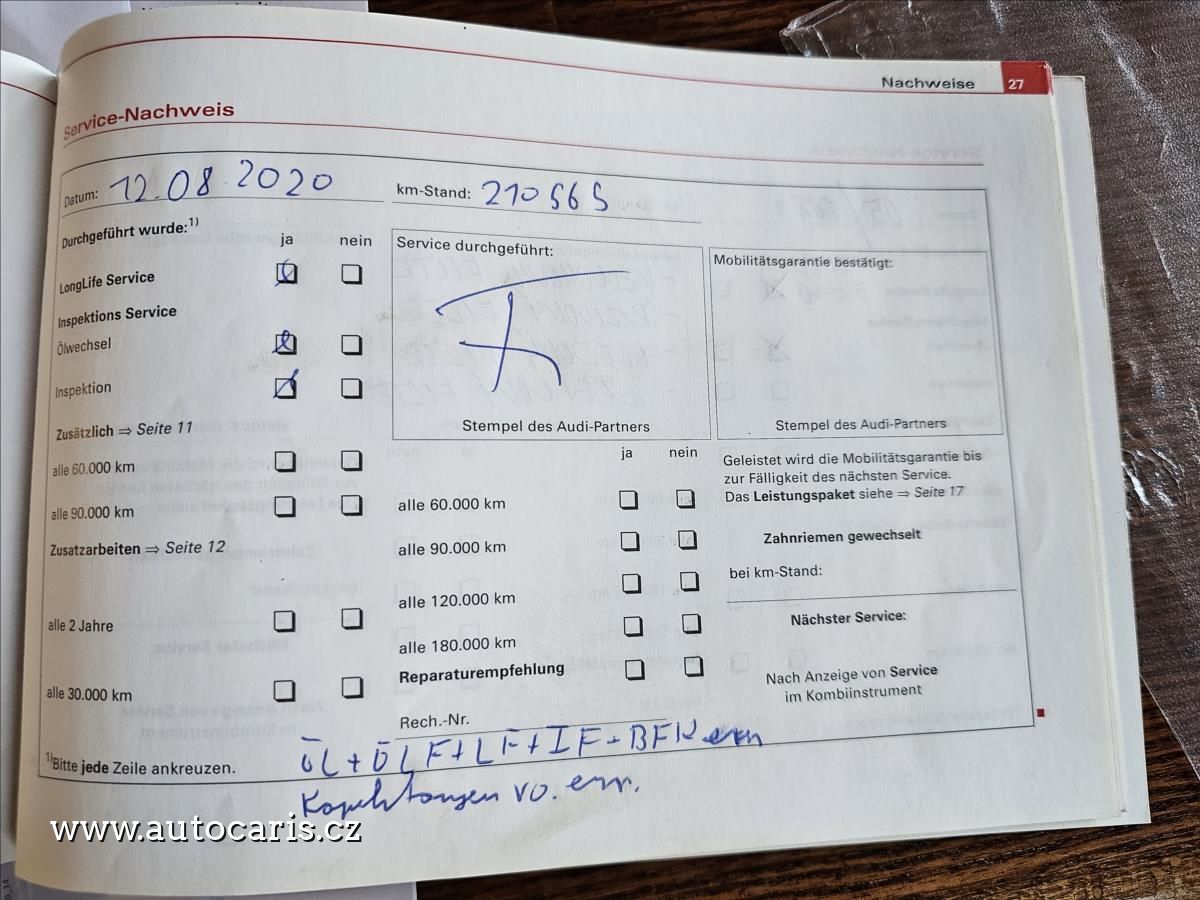 Nachweise 27
Service-Nachweis
Datum: 12.08.2020
km-Stand: 210565
Durchgeführt wurde:1)
ja nein
LongLife Service
Inspektions Service
Ölwechsel
Inspektion
Zusätzlich ⇒ Seite 11
alle 60.000 km
alle 90.000 km
Zusatzarbeiten ⇒ Seite 12
alle 2 Jahre
alle 30.000 km
Service durchgeführt:
Stempel des Audi-Partners
ja nein
alle 60.000 km
alle 90.000 km
alle 120.000 km
alle 180.000 km
Reparaturempfehlung
Rech.-Nr.
Mobilitätsgarantie bestätigt:
Stempel des Audi-Partners
Geleistet wird die Mobilitätsgarantie bis
zur Fälligkeit des nächsten Service.
Das Leistungspaket siehe ⇒ Seite 17
Zahnriemen gewechselt
bei km-Stand:
Nächster Service:
Nach Anzeige von Service
im Kombiinstrument
ÖL+ÖLF+LF+IF+BFK ern
1)Bitte jede Zeile ankreuzen.
vo. ern.
www.autocaris.cz